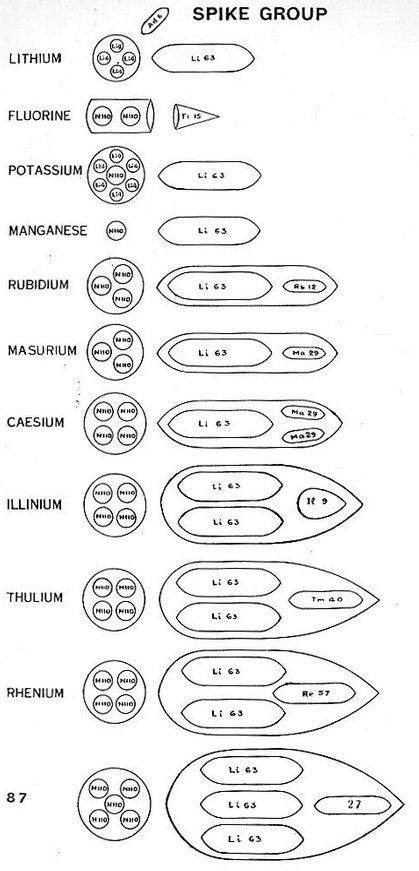 Ad 6
SPIKE GROUP
LITHIUM
Li4
Li4 Li4
Li4
Li 63
FLUORINE
N110 N110
Fl 15
POTASSIUM
Li4
Li4 Li4
N110
Li4 Li4
Li4
Li 63
MANGANESE
N110
Li 63
RUBIDIUM
N110
N110
N110
Li 63
Rb 12
MASURIUM
N110
N110
N110
Li 63
Ma 29
CAESIUM
N110 N110
N110 N110
Li 63
Ma 29
Ma 29
ILLINIUM
N110 N110
N110 N110
Li 63
Li 63
Il 9
THULIUM
N110 N110
N110 N110
Li 63
Li 63
Tm 40
RHENIUM
N110 N110
N110 N110
Li 63
Li 63
Re 57
87
N110 N110
N110
N110 N110
Li 63
Li 63
Li 63
27